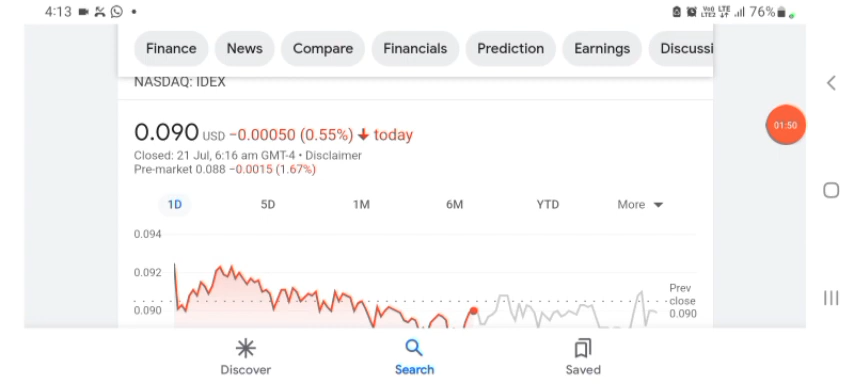 4:13 76%
Vo)) LTE
LTE2
Finance News Compare Financials Prediction Earnings Discussi
NASDAQ: IDEX
0.090 USD −0.00050 (0.55%) today
01:50
Closed: 21 Jul, 6:16 am GMT-4 • Disclaimer
Pre-market 0.088 −0.0015 (1.67%)
1D 5D 1M 6M YTD More
0.094
0.092
0.090
Prev
close
0.090
Discover Search Saved